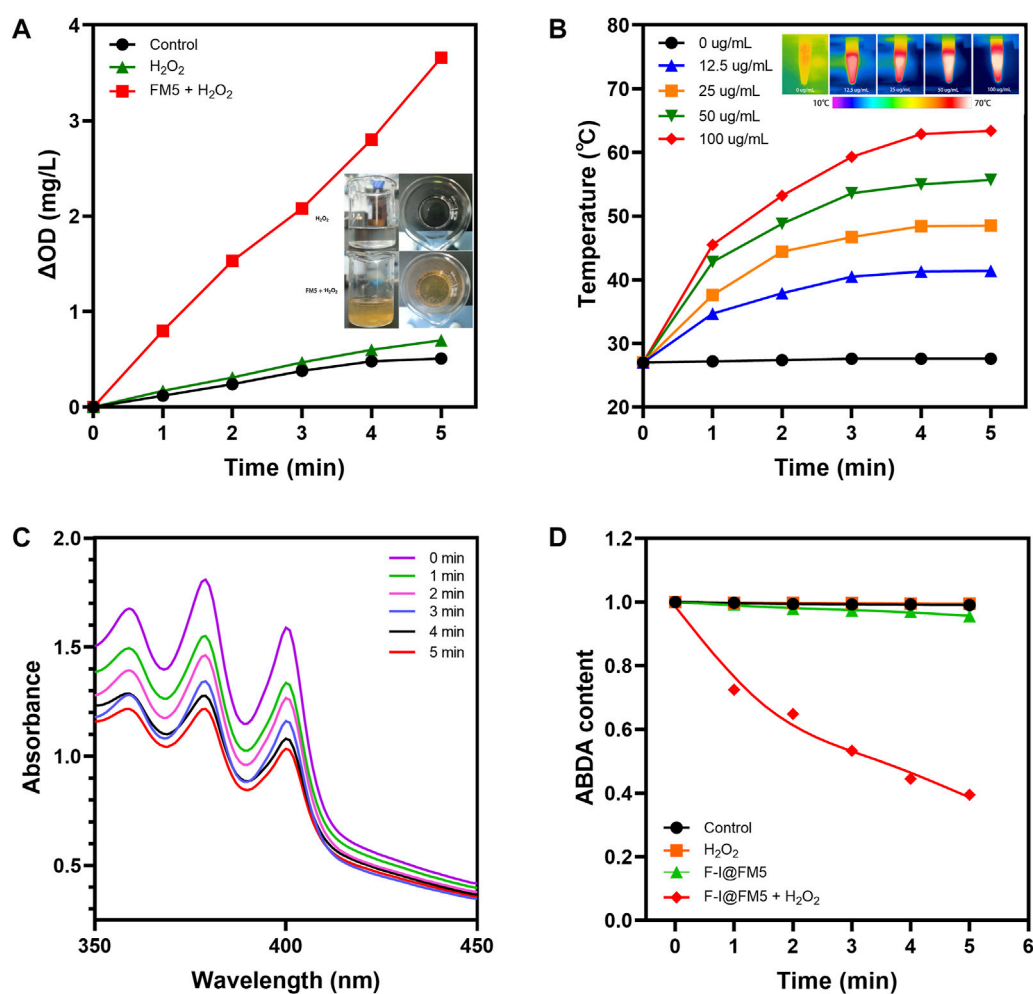 A
ΔOD (mg/L)
4
3
2
1
0
0 1 2 3 4 5
Time (min)
Control
H₂O₂
FM5 + H₂O₂
H₂O₂
FM5 + H₂O₂
B
Temperature (℃)
80
70
60
50
40
30
20
0 1 2 3 4 5
Time (min)
0 ug/mL
12.5 ug/mL
25 ug/mL
50 ug/mL
100 ug/mL
0 ug/mL 12.5 ug/mL 25 ug/mL 50 ug/mL 100 ug/mL
10℃ 70℃
C
Absorbance
2.0
1.5
1.0
0.5
350 400 450
Wavelength (nm)
0 min
1 min
2 min
3 min
4 min
5 min
D
ABDA content
1.2
1.0
0.8
0.6
0.4
0.2
0.0
0 1 2 3 4 5 6
Time (min)
Control
H₂O₂
F-I@FM5
F-I@FM5 + H₂O₂